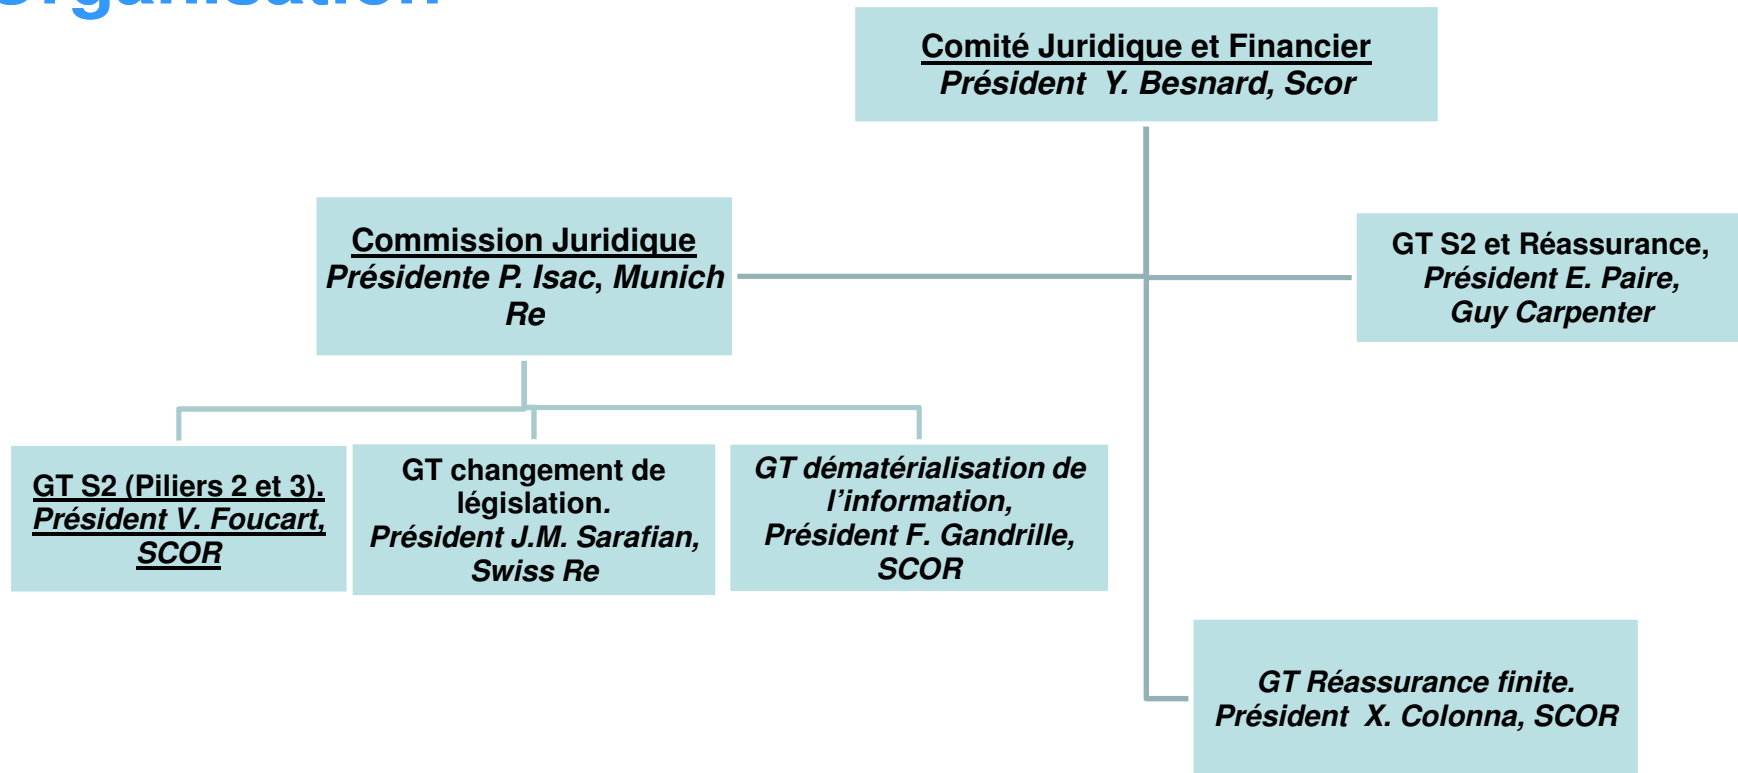 Organisation
Comité Juridique et Financier
Président Y. Besnard, Scor
Commission Juridique
Présidente P. Isac, Munich
Re
GT S2 et Réassurance,
Président E. Paire,
Guy Carpenter
GT S2 (Piliers 2 et 3).
Président V. Foucart,
SCOR
GT changement de
législation.
Président J.M. Sarafian,
Swiss Re
GT dématérialisation de
l’information,
Président F. Gandrille,
SCOR
GT Réassurance finite.
Président X. Colonna, SCOR